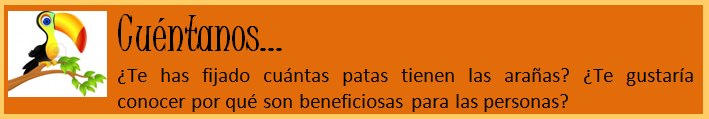 Cuéntanos...
¿Te has fijado cuántas patas tienen las arañas? ¿Te gustaría
conocer por qué son beneficiosas para las personas?